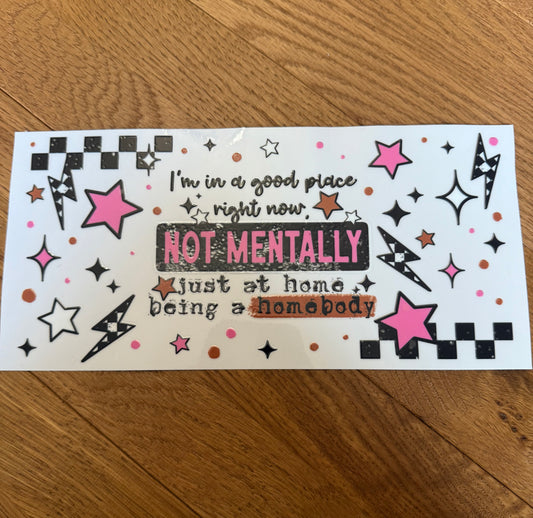 I'm in a good place
right now,
NOT MENTALLY
just at home
being a homebody